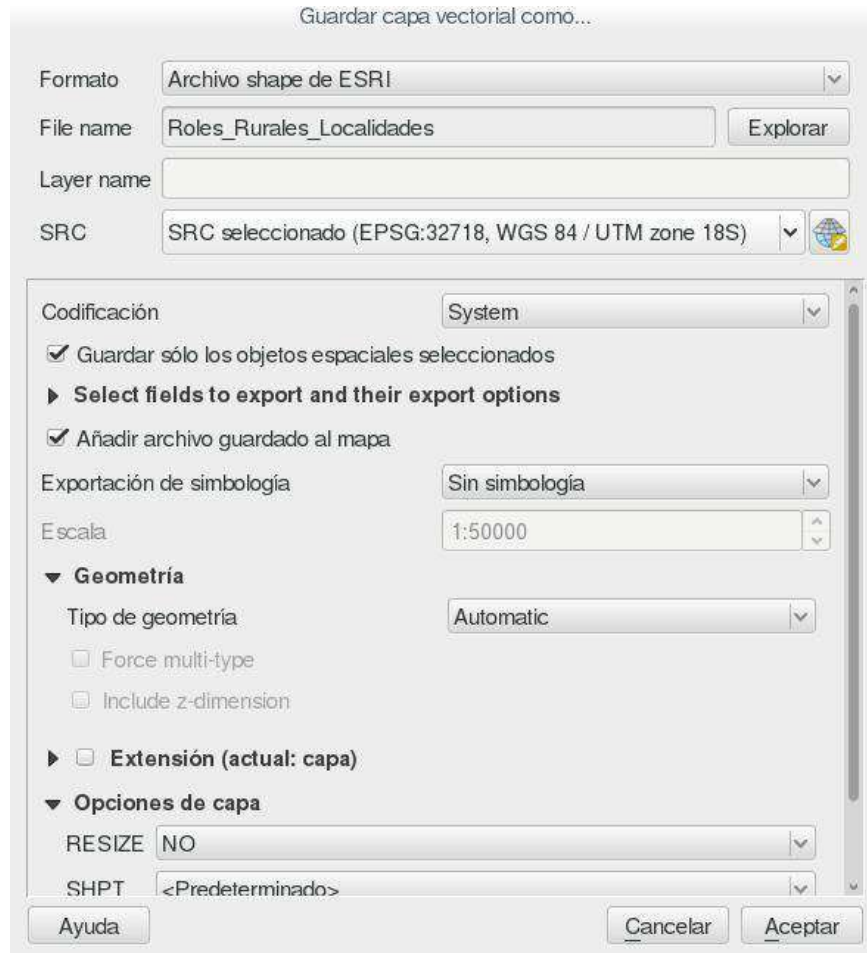 Guardar capa vectorial como...
Formato Archivo shape de ESRI
File name Roles_Rurales_Localidades Explorar
Layer name
SRC SRC seleccionado (EPSG:32718, WGS 84 / UTM zone 18S)
Codificación System
Guardar sólo los objetos espaciales seleccionados
Select fields to export and their export options
Añadir archivo guardado al mapa
Exportación de simbología Sin simbología
Escala 1:50000
Geometría
Tipo de geometría Automatic
Force multi-type
Include z-dimension
Extensión (actual: capa)
Opciones de capa
RESIZE NO
SHPT <Predeterminado>
Ayuda Cancelar Aceptar